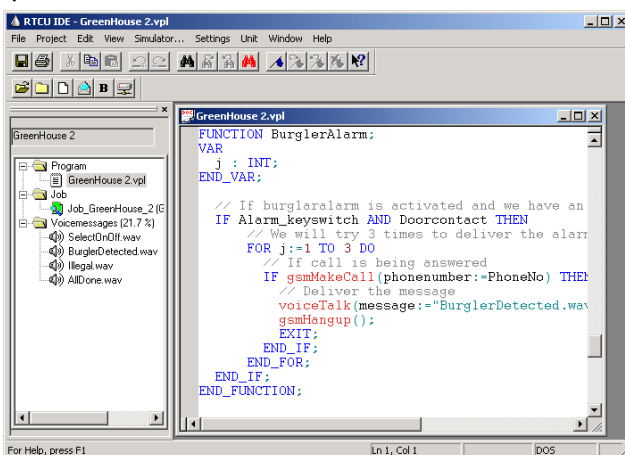 RTCU IDE - GreenHouse 2.vpl
File Project Edit View Simulator... Settings Unit Window Help
B
GreenHouse 2
Program
GreenHouse 2.vpl
Job
Job_GreenHouse_2 (G
Voicemessages (21.7 %)
SelectOnOff.wav
BurglerDetected.wav
Illegal.wav
AllDone.wav
GreenHouse 2.vpl
FUNCTION BurglerAlarm;
VAR
j : INT;
END_VAR;
// If burglaralarm is activated and we have an
IF Alarm_keyswitch AND Doorcontact THEN
// We will try 3 times to deliver the alar
FOR j:=1 TO 3 DO
// If call is being answered
IF gsmMakeCall(phonenumber:=PhoneNo) THEN
// Deliver the message
voiceTalk(message:="BurglerDetected.wav
gsmHangup();
EXIT;
END_IF;
END_FOR;
END_IF;
END_FUNCTION;
For Help, press F1
Ln 1, Col 1
DOS